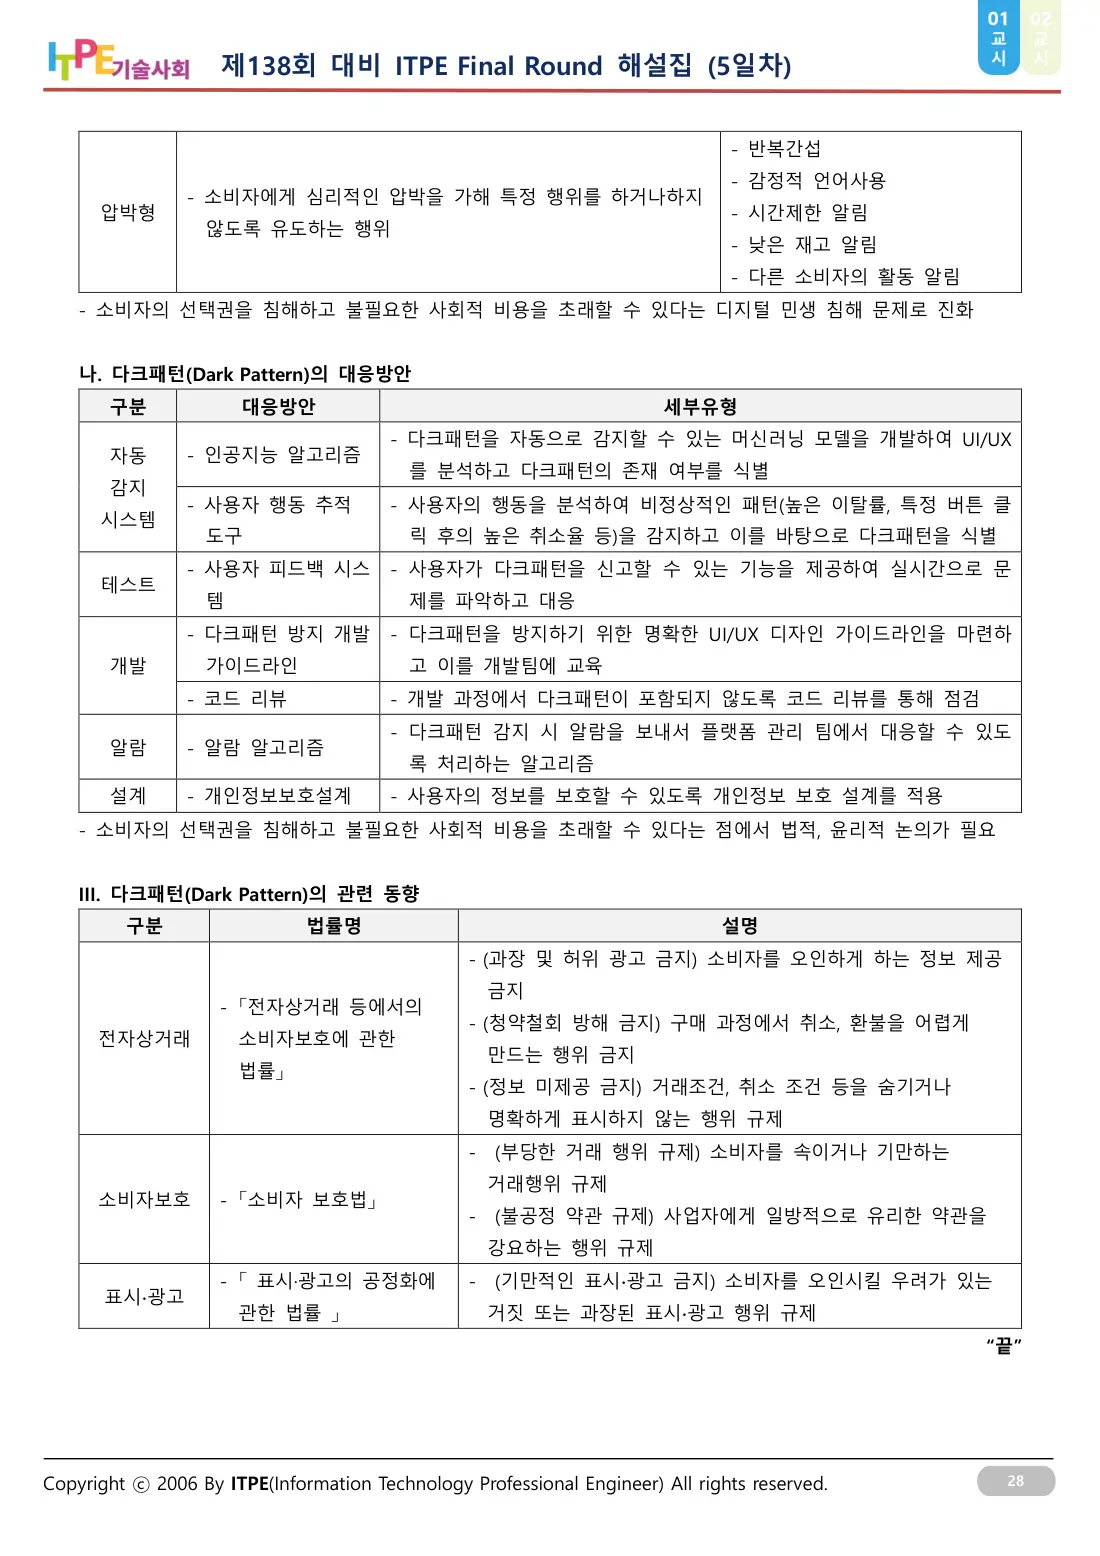 ITPE기술사회 제138회 대비 ITPE Final Round 해설집 (5일차)
01 교시
02 교시
압박형
- 소비자에게 심리적인 압박을 가해 특정 행위를 하거나하지
않도록 유도하는 행위
- 반복간섭
- 감정적 언어사용
- 시간제한 알림
- 낮은 재고 알림
- 다른 소비자의 활동 알림
- 소비자의 선택권을 침해하고 불필요한 사회적 비용을 초래할 수 있다는 디지털 민생 침해 문제로 진화
나. 다크패턴(Dark Pattern)의 대응방안
구분 대응방안 세부유형
자동
감지
시스템
- 인공지능 알고리즘
- 다크패턴을 자동으로 감지할 수 있는 머신러닝 모델을 개발하여 UI/UX
를 분석하고 다크패턴의 존재 여부를 식별
- 사용자 행동 추적
도구
- 사용자의 행동을 분석하여 비정상적인 패턴(높은 이탈률, 특정 버튼 클
릭 후의 높은 취소율 등)을 감지하고 이를 바탕으로 다크패턴을 식별
테스트
- 사용자 피드백 시스
템
- 사용자가 다크패턴을 신고할 수 있는 기능을 제공하여 실시간으로 문
제를 파악하고 대응
개발
- 다크패턴 방지 개발
가이드라인
- 다크패턴을 방지하기 위한 명확한 UI/UX 디자인 가이드라인을 마련하
고 이를 개발팀에 교육
- 코드 리뷰
- 개발 과정에서 다크패턴이 포함되지 않도록 코드 리뷰를 통해 점검
알람
- 알람 알고리즘
- 다크패턴 감지 시 알람을 보내서 플랫폼 관리 팀에서 대응할 수 있도
록 처리하는 알고리즘
설계
- 개인정보보호설계
- 사용자의 정보를 보호할 수 있도록 개인정보 보호 설계를 적용
- 소비자의 선택권을 침해하고 불필요한 사회적 비용을 초래할 수 있다는 점에서 법적, 윤리적 논의가 필요
III. 다크패턴(Dark Pattern)의 관련 동향
구분 법률명 설명
전자상거래
-「전자상거래 등에서의
소비자보호에 관한
법률」
- (과장 및 허위 광고 금지) 소비자를 오인하게 하는 정보 제공
금지
- (청약철회 방해 금지) 구매 과정에서 취소, 환불을 어렵게
만드는 행위 금지
- (정보 미제공 금지) 거래조건, 취소 조건 등을 숨기거나
명확하게 표시하지 않는 행위 규제
소비자보호
-「소비자 보호법」
- (부당한 거래 행위 규제) 소비자를 속이거나 기만하는
거래행위 규제
- (불공정 약관 규제) 사업자에게 일방적으로 유리한 약관을
강요하는 행위 규제
표시·광고
-「 표시·광고의 공정화에
관한 법률 」
- (기만적인 표시·광고 금지) 소비자를 오인시킬 우려가 있는
거짓 또는 과장된 표시·광고 행위 규제
“끝”
Copyright ⓒ 2006 By ITPE(Information Technology Professional Engineer) All rights reserved.
28